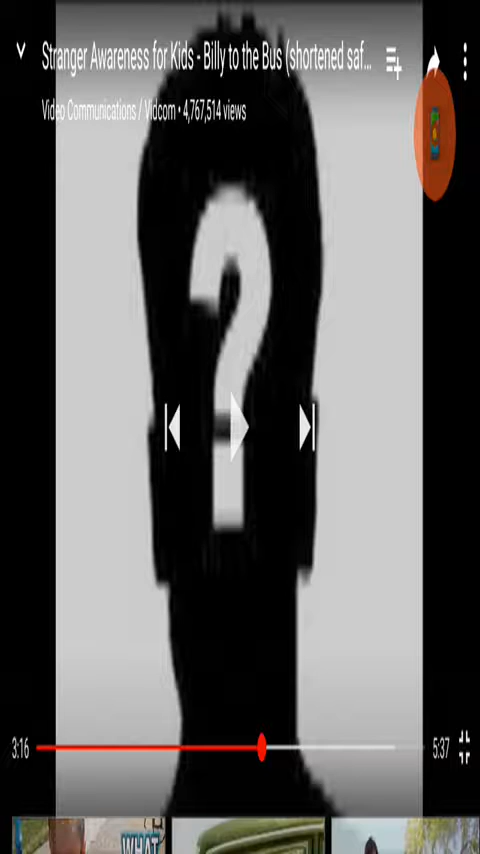 Stranger Awareness for Kids - Billy to the Bus (shortened saf...
Video Communications / Vidcom • 4,767,514 views
?
3:16
5:37
WHAT